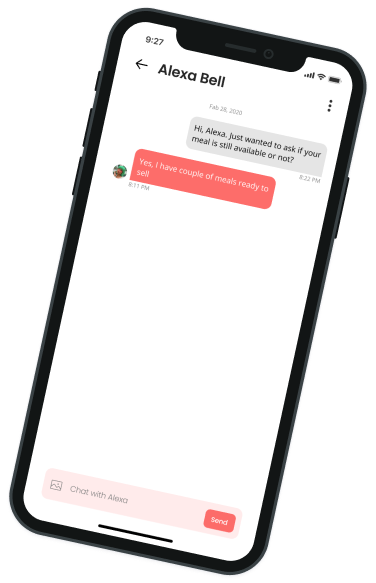 9:27
Alexa Bell
Feb 28, 2020
Hi, Alexa. Just wanted to ask if your
meal is still available or not?
8:22 PM
Yes, I have couple of meals ready to
sell
8:11 PM
Chat with Alexa
Send